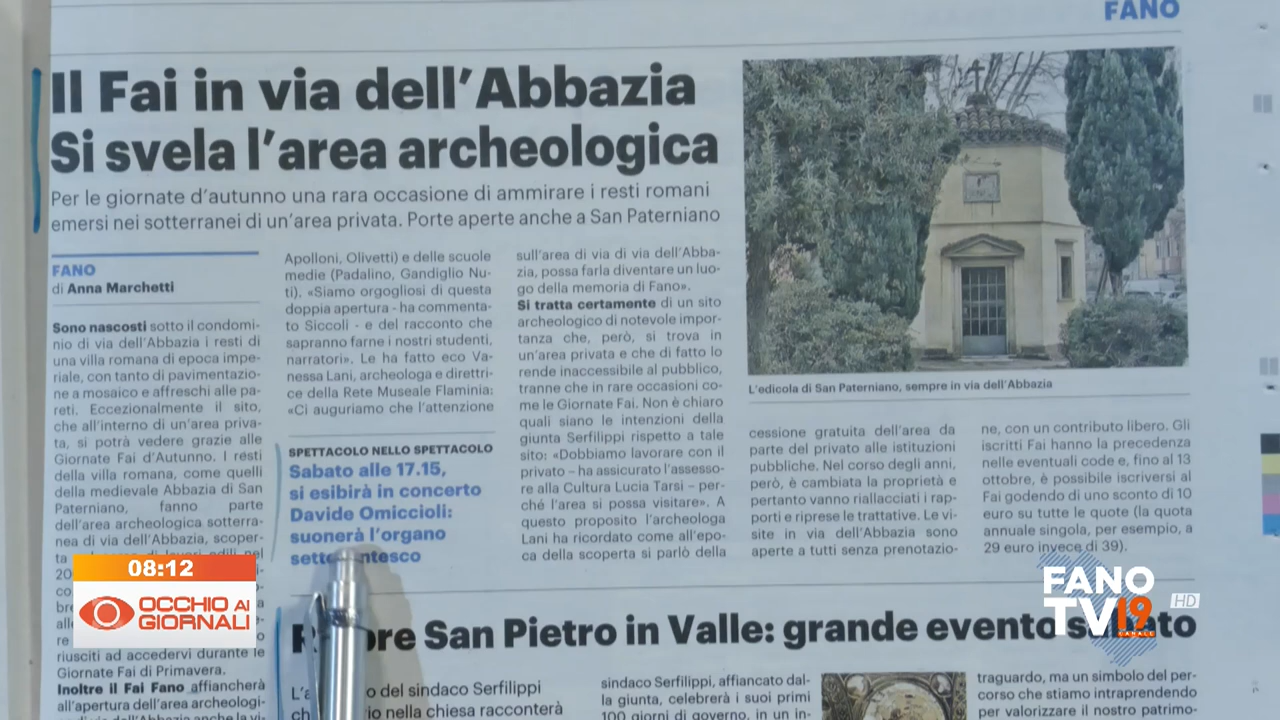 FANO
Il Fai in via dell'Abbazia
Si svela l'area archeologica
Per le giornate d'autunno una rara occasione di ammirare i resti romani
emersi nei sotterranei di un'area privata. Porte aperte anche a San Paterniano
FANO
di Anna Marchetti
Sono nascosti sotto il condomi-
nio di via dell'Abbazia i resti di
una villa romana di epoca impe-
riale, con tanto di pavimentazio-
ne a mosaico e affreschi alle pa-
reti. Eccezionalmente il sito,
che all'interno di un'area priva-
ta, si potrà vedere grazie alle
Giornate Fai d'Autunno. I resti
della villa romana, come quelli
della medievale Abbazia di San
Paterniano, fanno parte
dell'area archeologica sotterra-
nea di via dell'Abbazia, scoper-
ta
riusciti ad accedervi durante le
Giornate Fai di Primavera.
Inoltre il Fai Fano affiancherà
all'apertura dell'area archeologi-
Apolloni, Olivetti) e delle scuole
medie (Padalino, Gandiglio Nu-
ti). «Siamo orgogliosi di questa
doppia apertura - ha commenta-
to Siccoli - e del racconto che
sapranno farne i nostri studenti,
narratori». Le ha fatto eco Va-
nessa Lani, archeologa e direttri-
ce della Rete Museale Flaminia:
«Ci auguriamo che l'attenzione
SPETTACOLO NELLO SPETTACOLO
Sabato alle 17.15,
si esibirà in concerto
Davide Omiccioli:
suonerà l'organo
sull'area di via di via dell'Abba-
zia, possa farla diventare un luo-
go della memoria di Fano».
Si tratta certamente di un sito
archeologico di notevole impor-
tanza che, però, si trova in
un'area privata e che di fatto lo
rende inaccessibile al pubblico,
tranne che in rare occasioni co-
me le Giornate Fai. Non è chiaro
quali siano le intenzioni della
giunta Serfilippi rispetto a tale
sito: «Dobbiamo lavorare con il
privato – ha assicurato l'assesso-
re alla Cultura Lucia Tarsi – per-
ché l'area si possa visitare». A
questo proposito l'archeologa
Lani ha ricordato come all'epo-
ca della scoperta si parlò della
L'edicola di San Paterniano, sempre in via dell'Abbazia
cessione gratuita dell'area da
parte del privato alle istituzioni
pubbliche. Nel corso degli anni,
però, è cambiata la proprietà e
pertanto vanno riallacciati i rap-
porti e riprese le trattative. Le vi-
site in via dell'Abbazia sono
aperte a tutti senza prenotazio-
ne, con un contributo libero. Gli
iscritti Fai hanno la precedenza
nelle eventuali code e, fino al 13
ottobre, è possibile iscriversi al
Fai godendo di uno sconto di 10
euro su tutte le quote (la quota
annuale singola, per esempio, a
29 euro invece di 39).
08:12
OCCHIO AI
GIORNALI
FANO
TV19 HD
CANALE
San Pietro in Valle: grande evento
del sindaco Serfilippi
nella chiesa racconterà
sindaco Serfilippi, affiancato dal-
la giunta, celebrerà i suoi primi
100 giorni di governo, in un in-
traguardo, ma un simbolo del per-
corso che stiamo intraprendendo
per valorizzare il nostro patrimo-